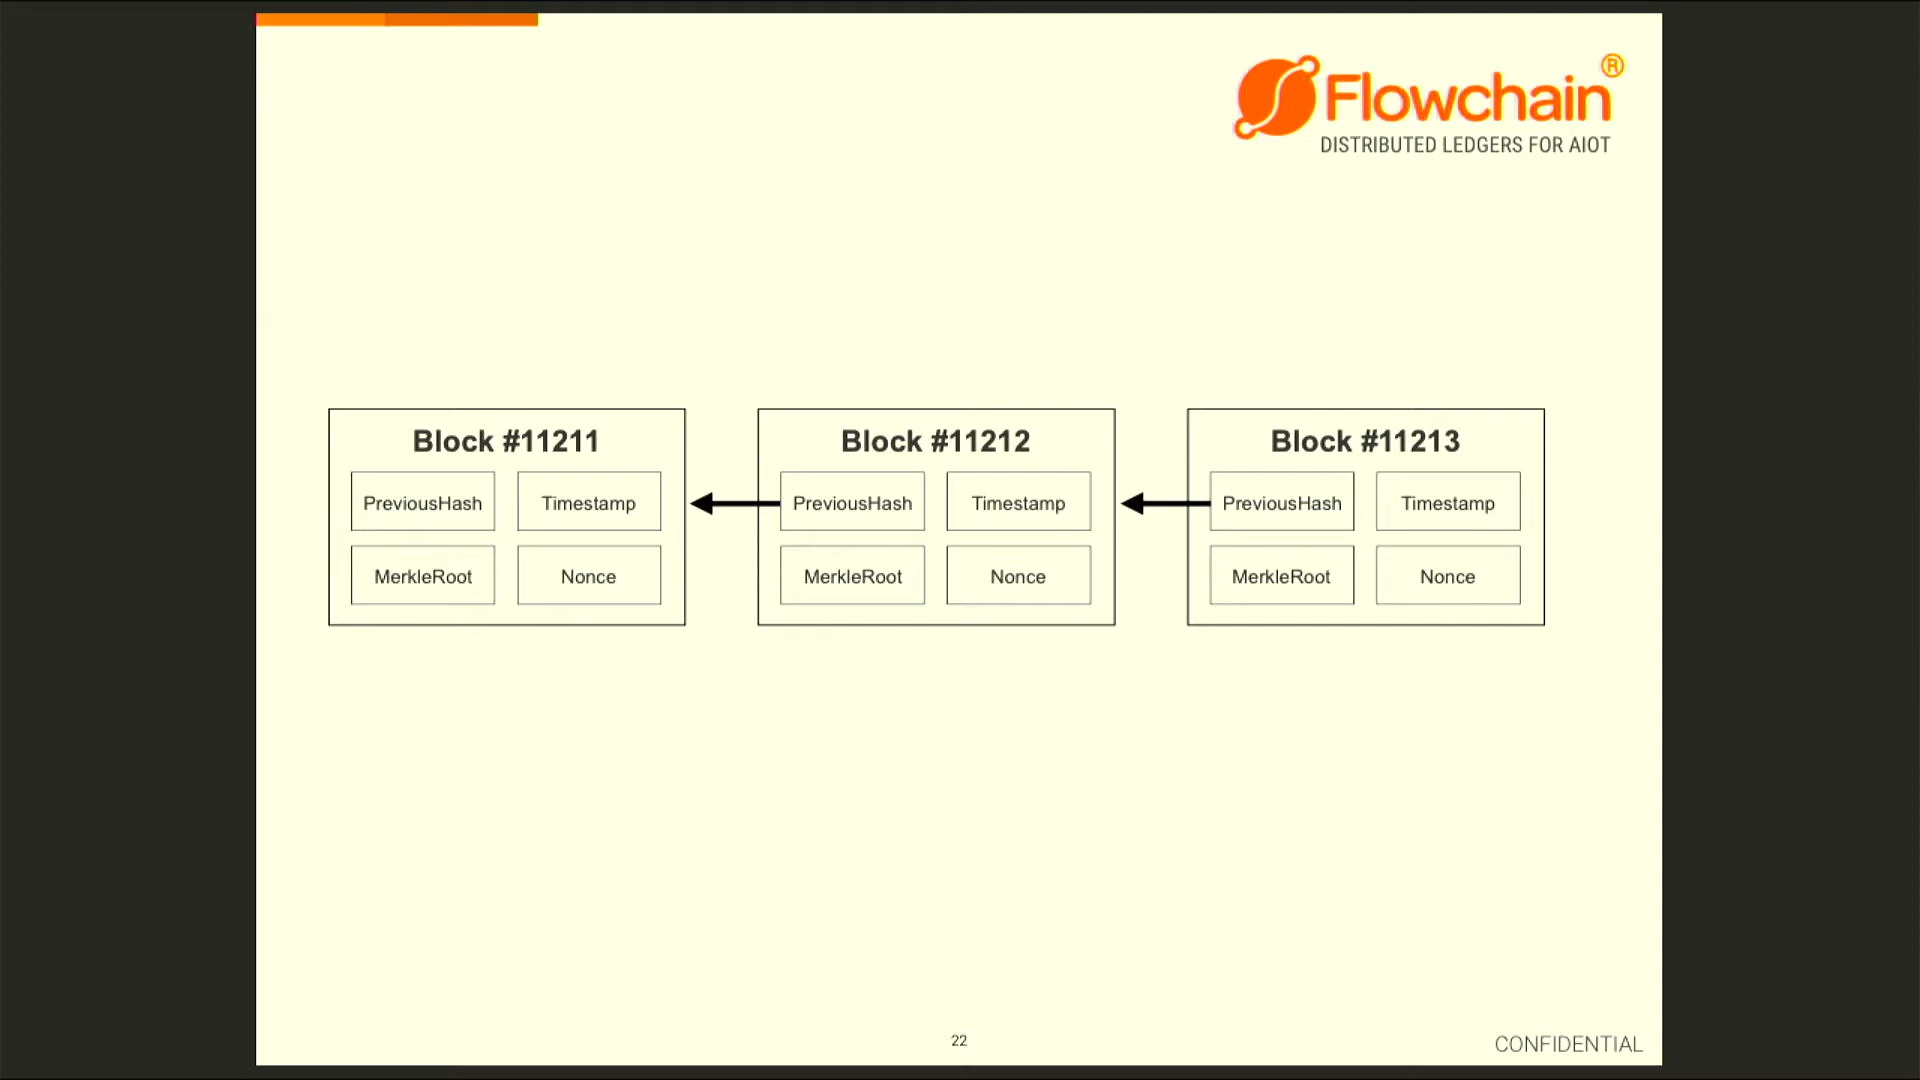 Flowchain®
DISTRIBUTED LEDGERS FOR AIOT
Block #11211
PreviousHash
Timestamp
MerkleRoot
Nonce
Block #11212
PreviousHash
Timestamp
MerkleRoot
Nonce
Block #11213
PreviousHash
Timestamp
MerkleRoot
Nonce
22
CONFIDENTIAL